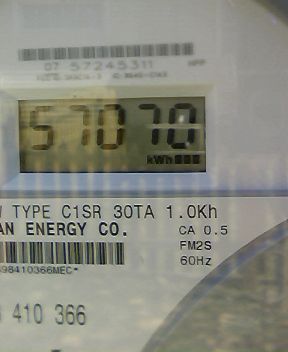 07 57245311
57070
kWh
TYPE C1SR 30TA 1.0Kh
AN ENERGY CO.
CA 0.5
FM2S
60Hz
98410366MEC*
410 366